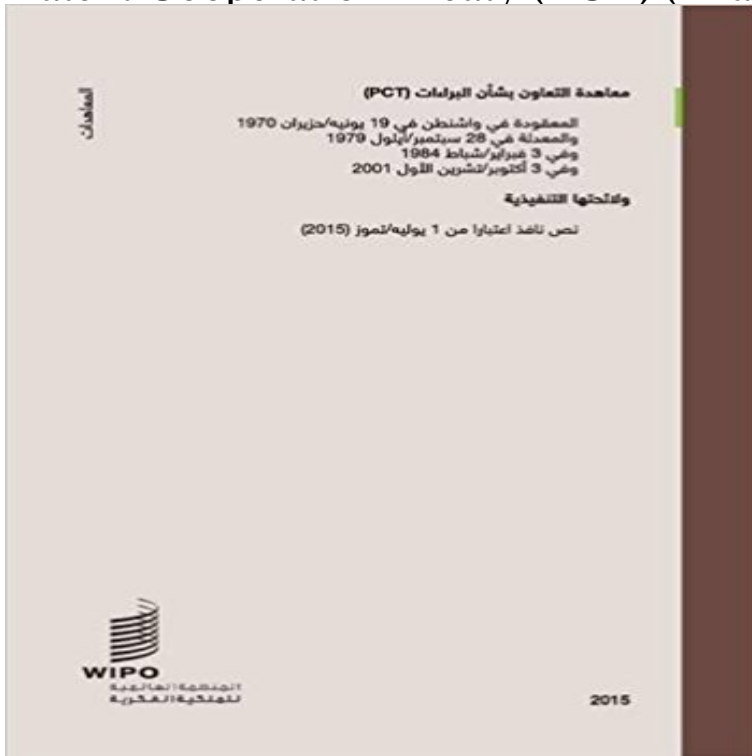 المعاهدات
معاهدة التعاون بشأن البراءات (PCT)
المعقودة في واشنطن في 19 يونيه/حزيران 1970
والمعدلة في 28 سبتمبر/أيلول 1979
وفي 3 فبراير/شباط 1984
وفي 3 أكتوبر/تشرين الأول 2001
ولائحتها التنفيذية
نص نافذ اعتبارا من 1 يوليه/تموز (2015)
WIPO
المنظمة العالمية
للملكية الفكرية
2015